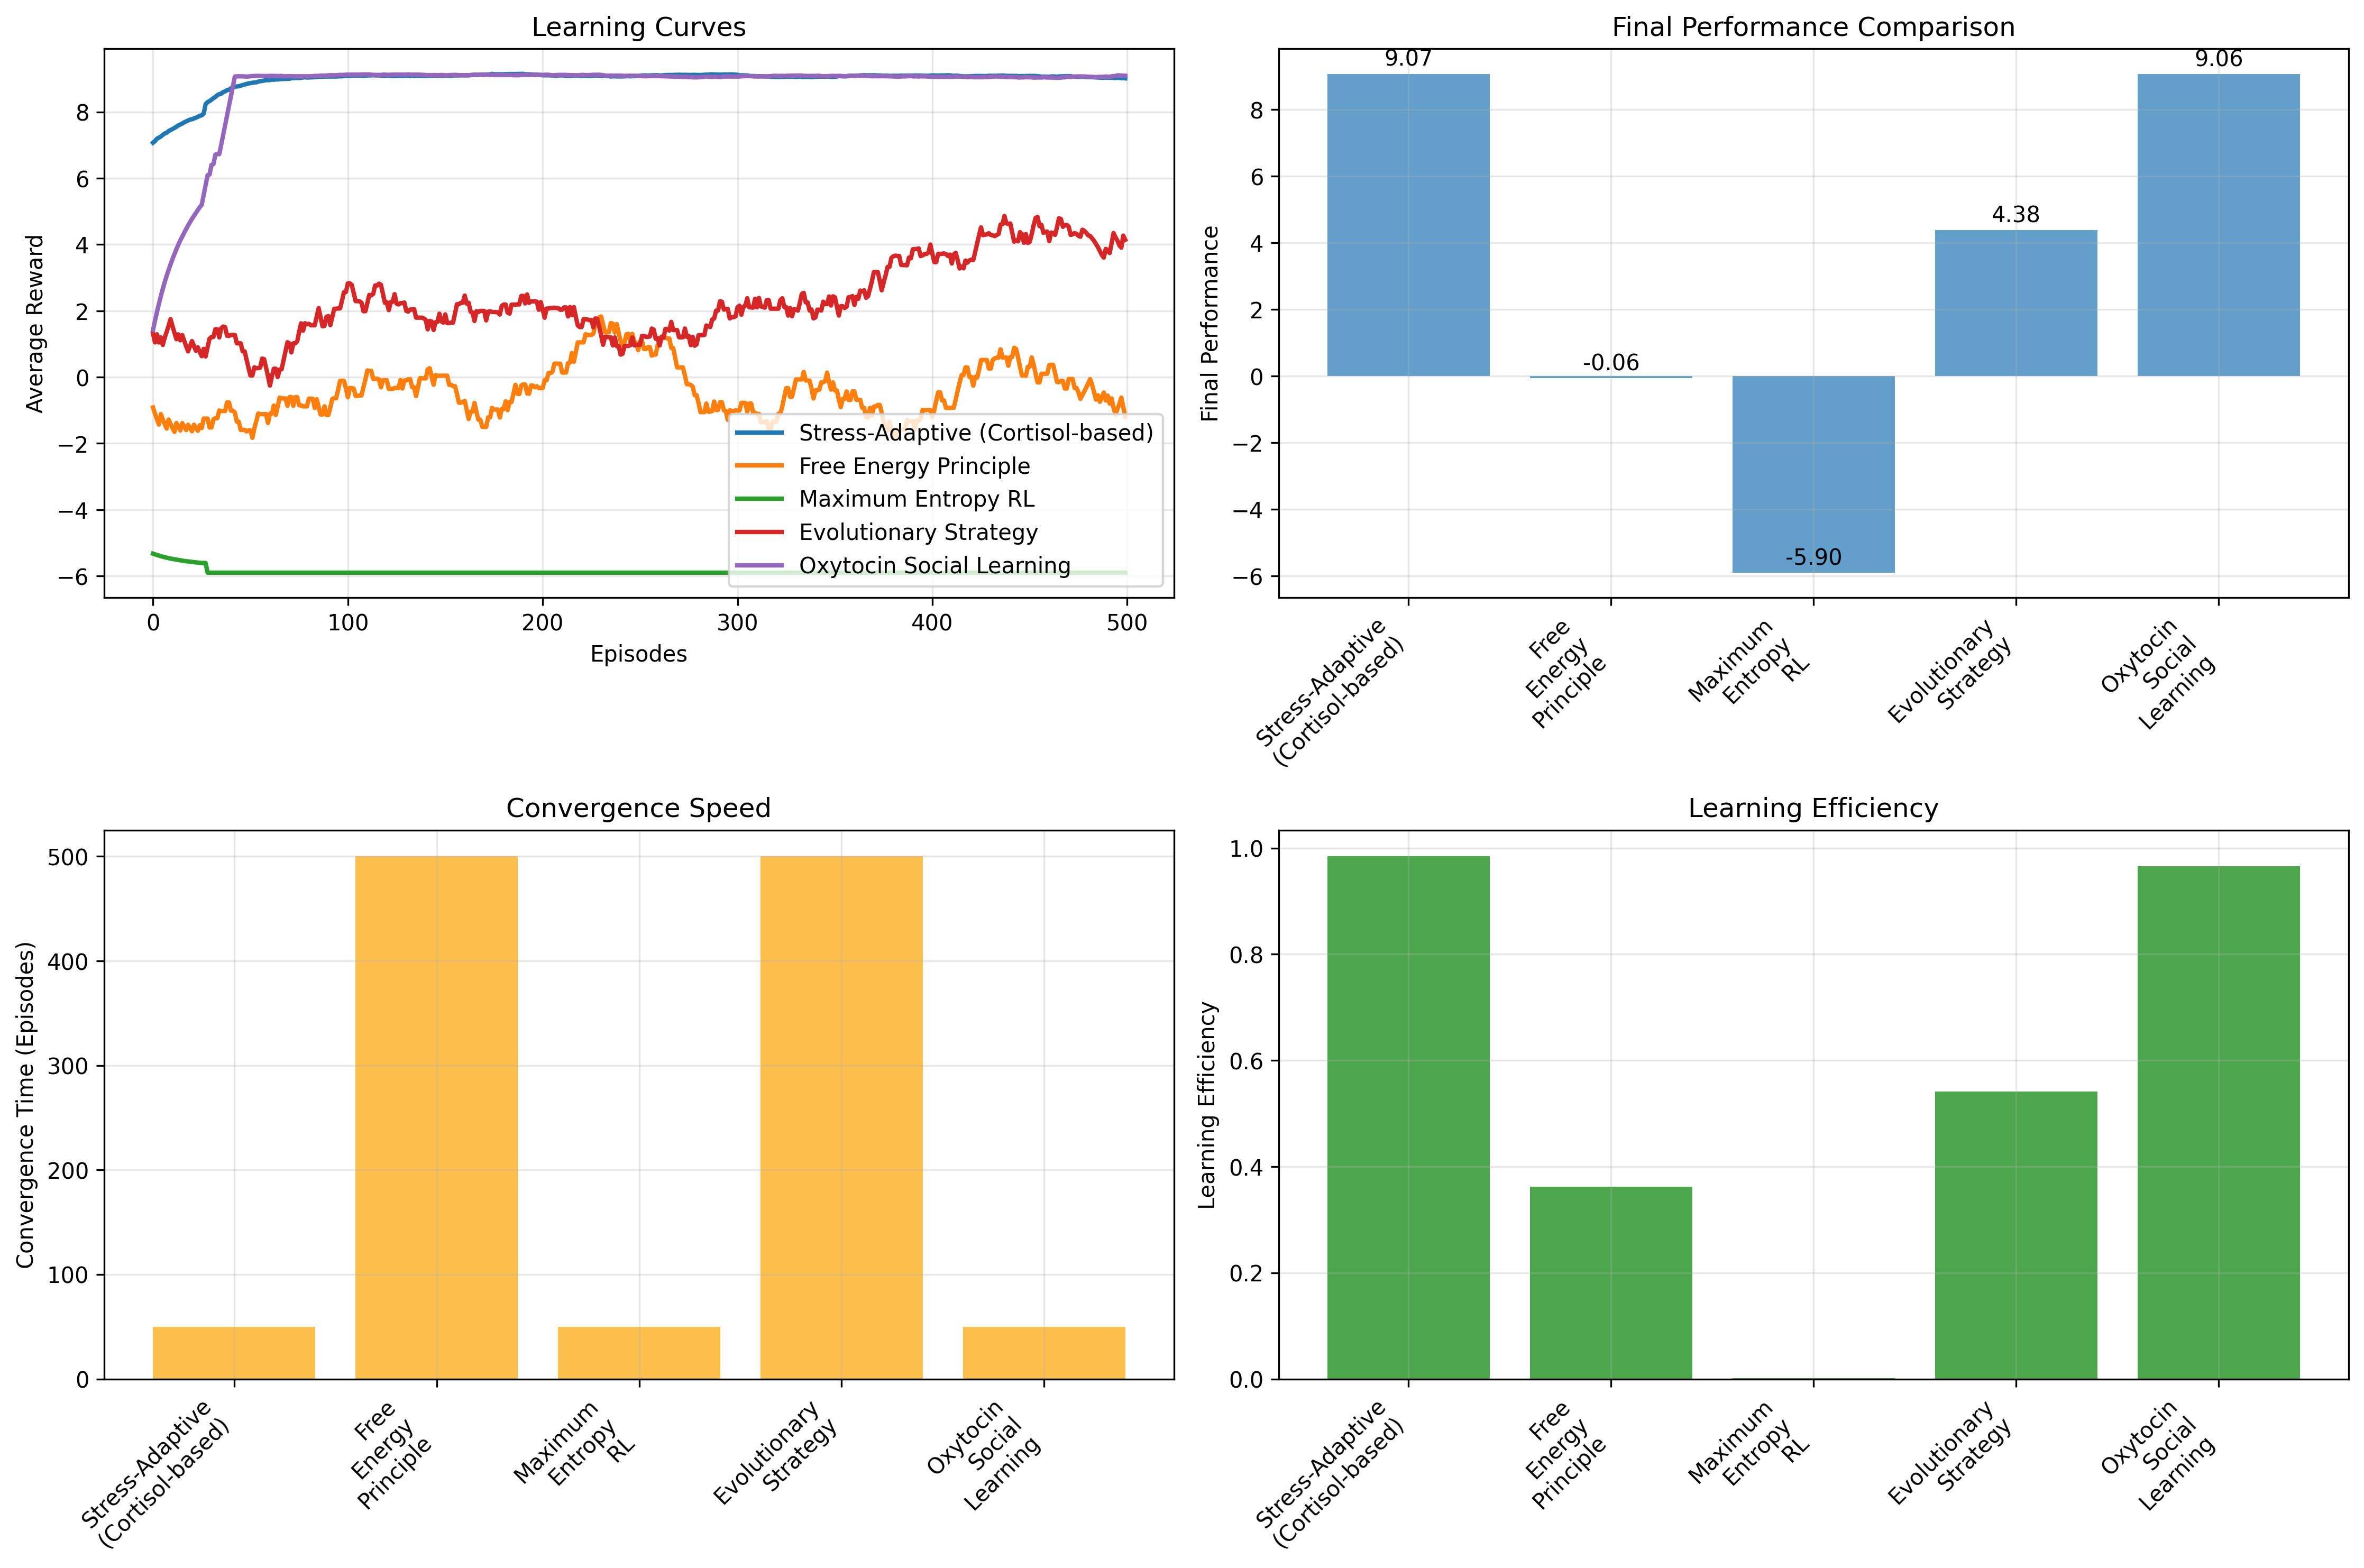 Learning Curves
Average Reward
8
6
4
2
0
−2
−4
−6
0 100 200 300 400 500
Episodes
Stress-Adaptive (Cortisol-based)
Free Energy Principle
Maximum Entropy RL
Evolutionary Strategy
Oxytocin Social Learning
Final Performance Comparison
Final Performance
8
6
4
2
0
−2
−4
−6
9.07
-0.06
-5.90
4.38
9.06
Stress-Adaptive
(Cortisol-based)
Free
Energy
Principle
Maximum
Entropy
RL
Evolutionary
Strategy
Oxytocin
Social
Learning
Convergence Speed
Convergence Time (Episodes)
500
400
300
200
100
0
Stress-Adaptive
(Cortisol-based)
Free
Energy
Principle
Maximum
Entropy
RL
Evolutionary
Strategy
Oxytocin
Social
Learning
Learning Efficiency
Learning Efficiency
1.0
0.8
0.6
0.4
0.2
0.0
Stress-Adaptive
(Cortisol-based)
Free
Energy
Principle
Maximum
Entropy
RL
Evolutionary
Strategy
Oxytocin
Social
Learning